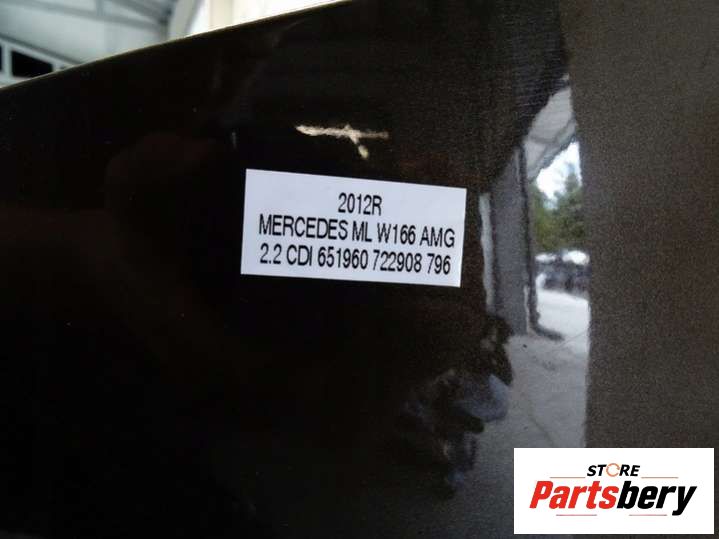 2012R
MERCEDES ML W166 AMG
2.2 CDI 651960 722908 796
STORE
Partsbery